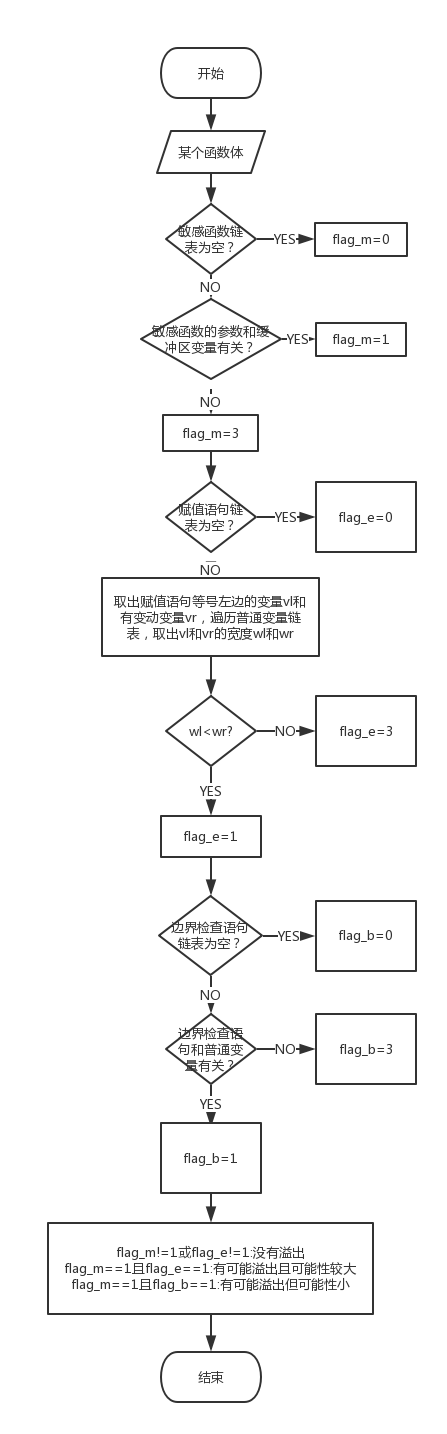 开始
某个函数体
敏感函数链
表为空？
YES
flag_m=0
NO
敏感函数的参数和缓
冲区变量有关？
YES
flag_m=1
NO
flag_m=3
赋值语句链
表为空？
YES
flag_e=0
NO
取出赋值语句等号左边的变量vl和
有变动变量vr，遍历普通变量链
表，取出vl和vr的宽度wl和wr
wl<wr?
NO
flag_e=3
YES
flag_e=1
边界检查语句
链表为空？
YES
flag_b=0
NO
边界检查语
句和普通变
量有关？
NO
flag_b=3
YES
flag_b=1
flag_m!=1或flag_e!=1:没有溢出
flag_m==1且flag_e==1:有可能溢出且可能性较大
flag_m==1且flag_b==1:有可能溢出但可能性小
结束